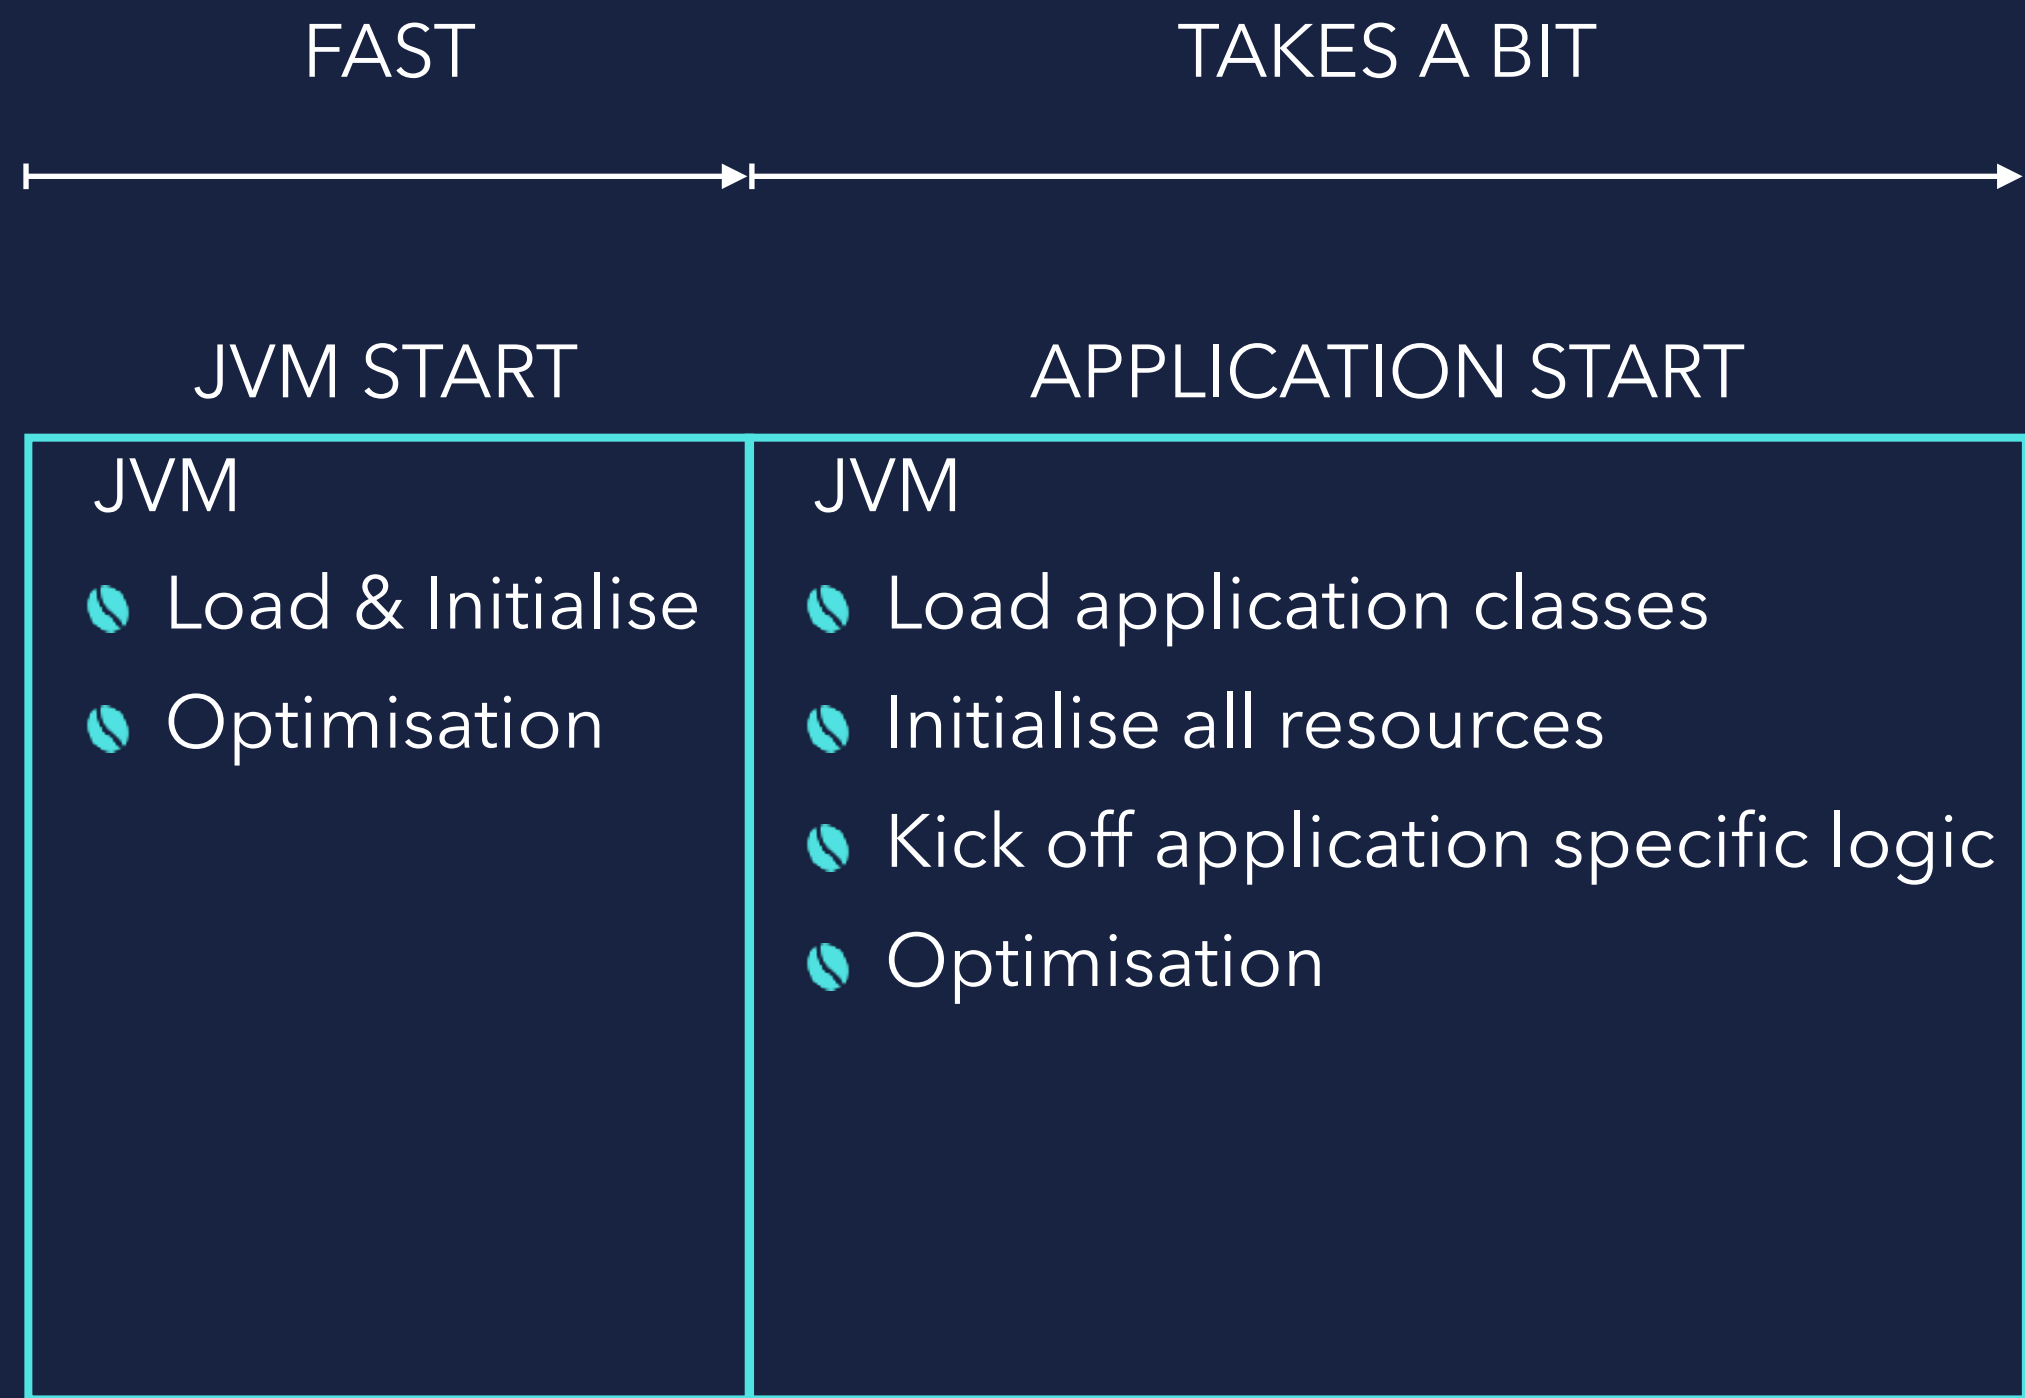 FAST
TAKES A BIT
JVM START
APPLICATION START
JVM
Load & Initialise
Optimisation
JVM
Load application classes
Initialise all resources
Kick off application specific logic
Optimisation